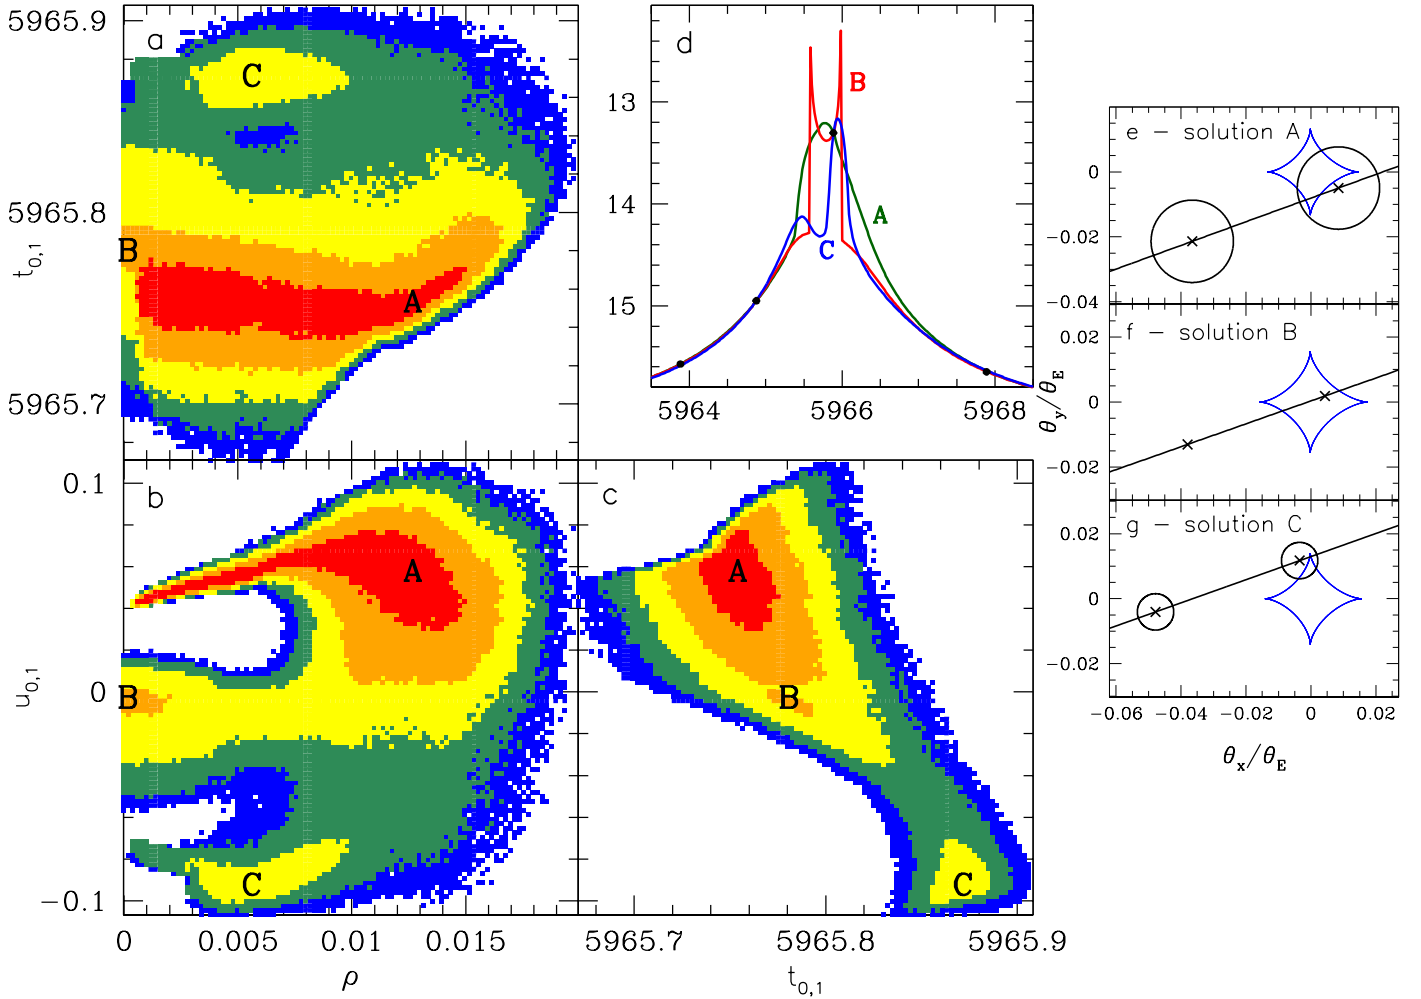 5965.9
a
C
t0,1
5965.8
B
A
5965.7
d
13
B
14
A
C
15
5964
5966
5968
e – solution A
0
-0.02
-0.04
0.02
f – solution B
θy/θE
0
-0.02
0.02
g – solution C
0
-0.02
-0.06
-0.04
-0.02
0
0.02
θx/θE
0.1
b
A
u0,1
0
B
C
-0.1
0
0.005
0.01
0.015
ρ
c
A
B
C
5965.7
5965.8
5965.9
t0,1